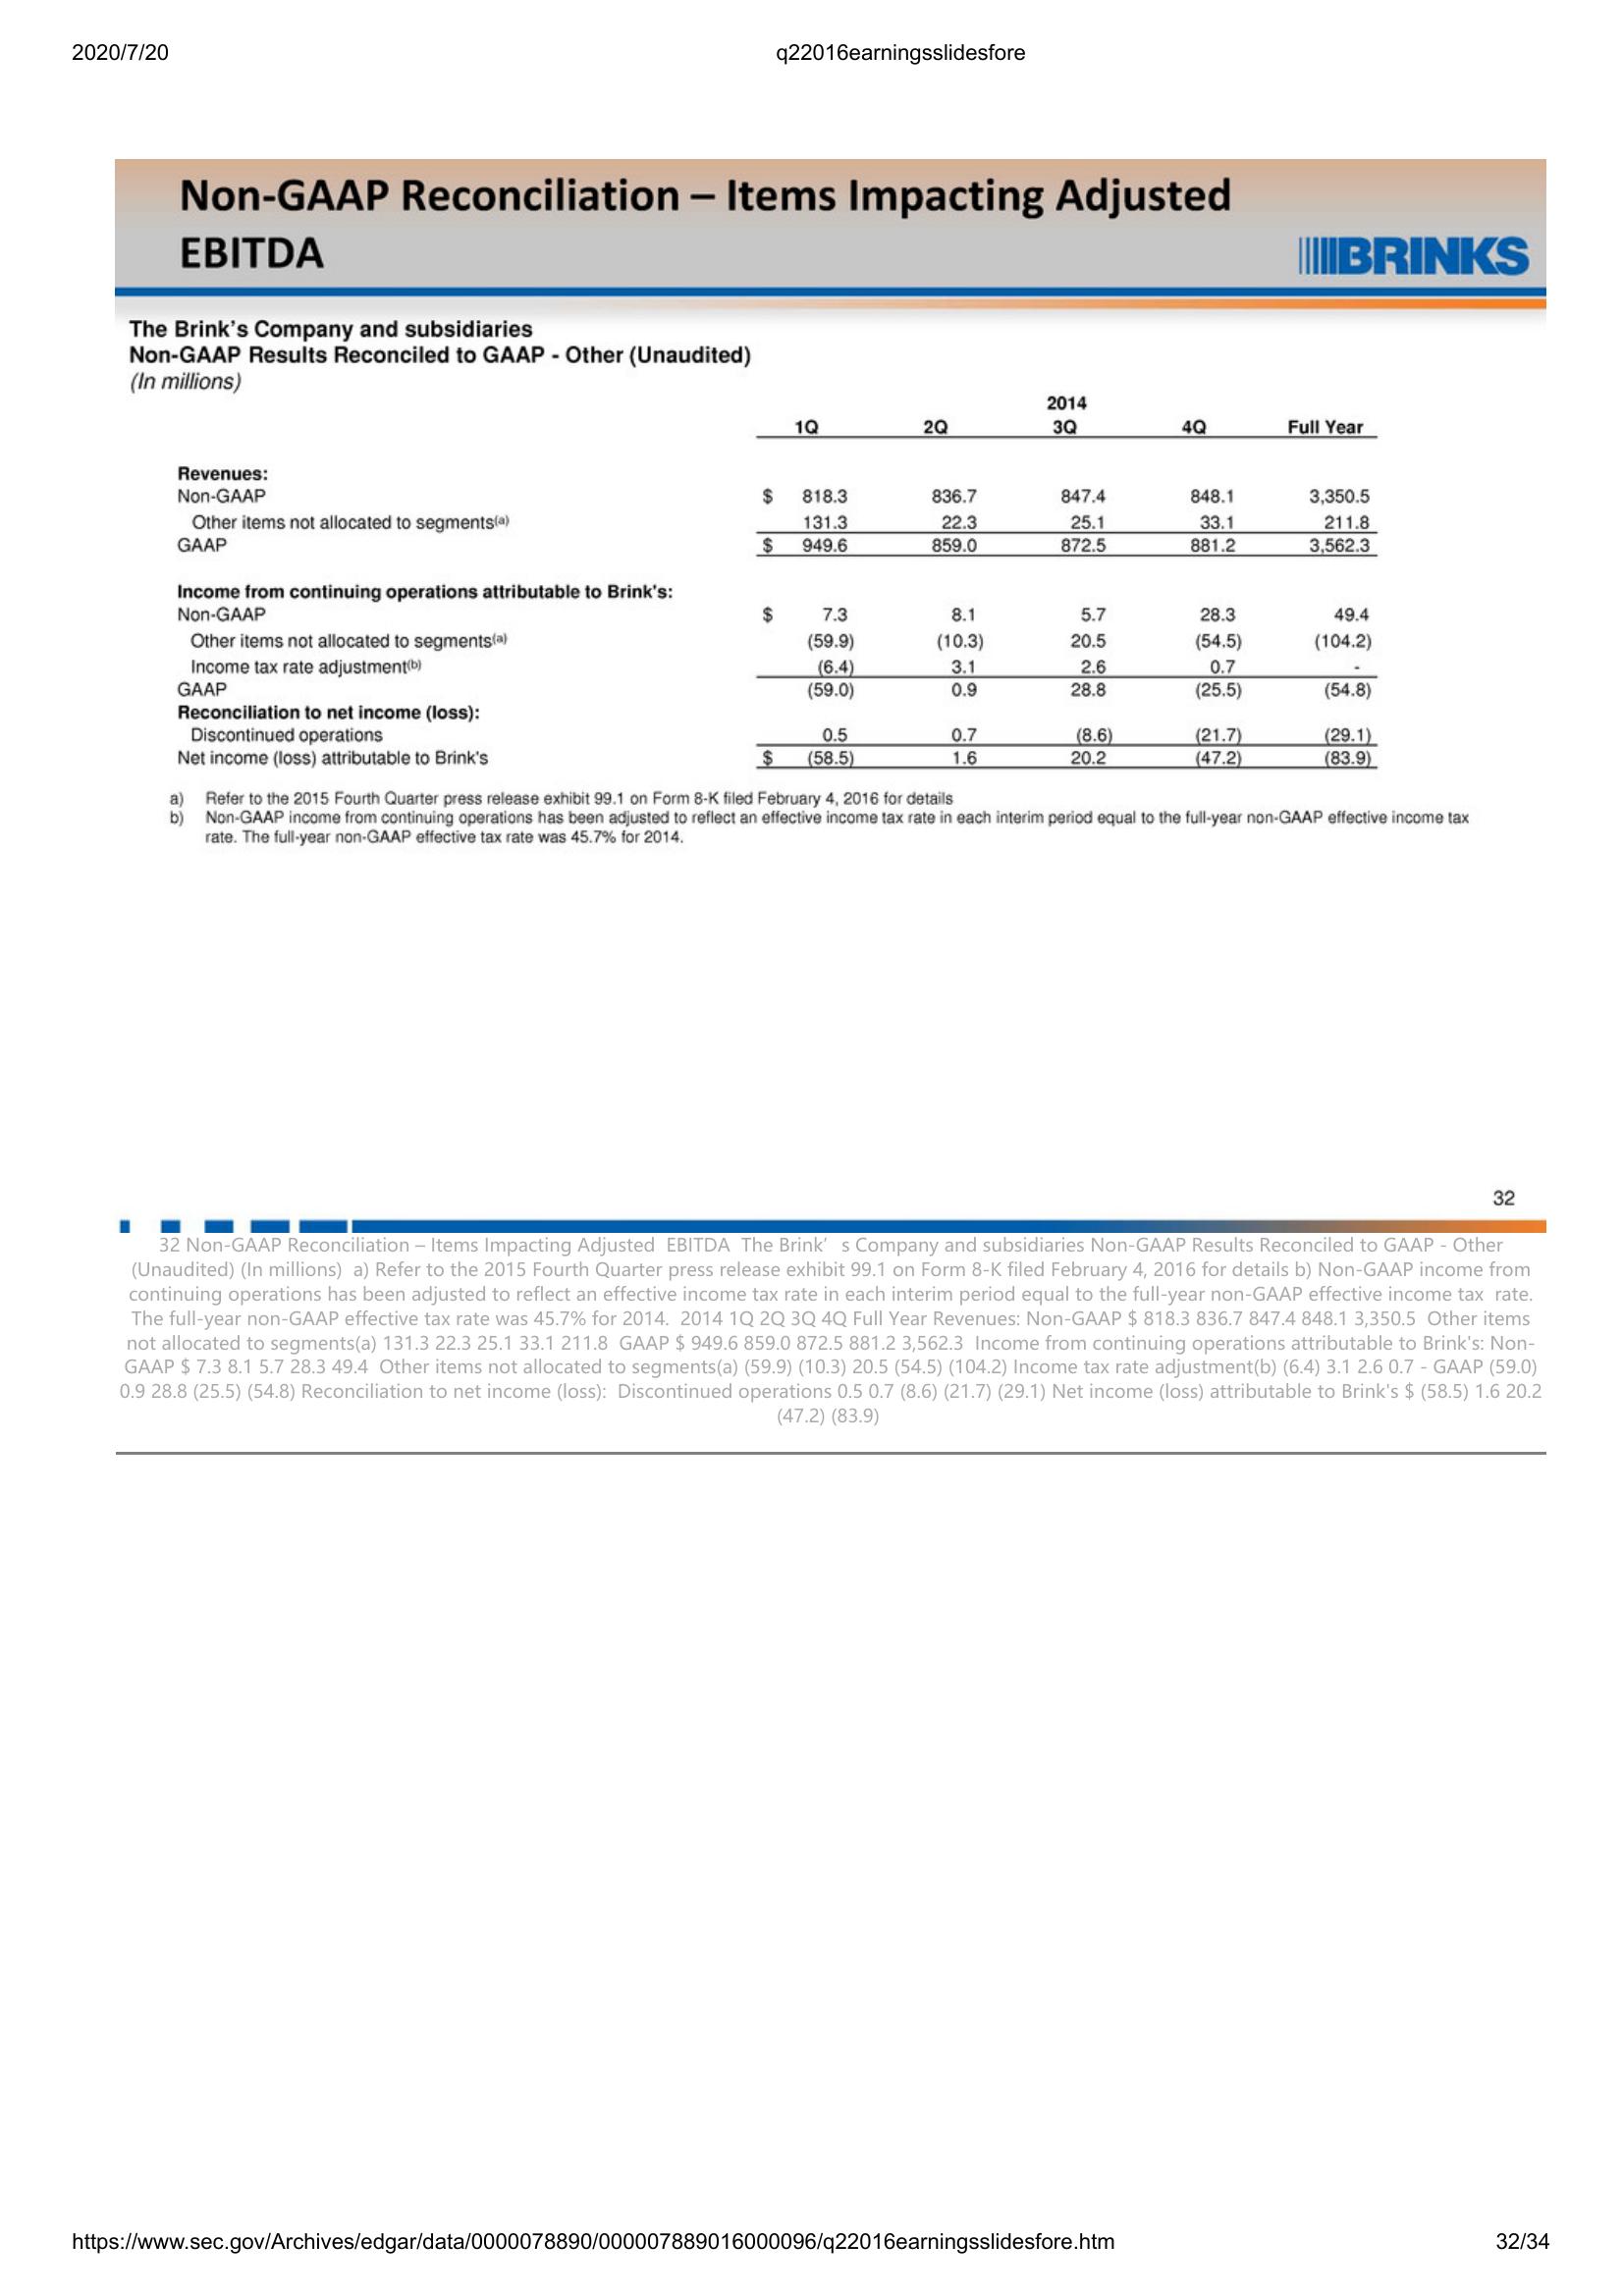 2020/7/20 q22016earningsslidesfore
Non-GAAP Reconciliation – Items Impacting Adjusted
EBITDA
BRINKS
The Brink's Company and subsidiaries
Non-GAAP Results Reconciled to GAAP - Other (Unaudited)
(In millions)
2014
1Q 2Q 3Q 4Q Full Year
Revenues:
Non-GAAP $ 818.3 836.7 847.4 848.1 3,350.5
Other items not allocated to segments(a) 131.3 22.3 25.1 33.1 211.8
GAAP $ 949.6 859.0 872.5 881.2 3,562.3
Income from continuing operations attributable to Brink's:
Non-GAAP $ 7.3 8.1 5.7 28.3 49.4
Other items not allocated to segments(a) (59.9) (10.3) 20.5 (54.5) (104.2)
Income tax rate adjustment(b) (6.4) 3.1 2.6 0.7 -
GAAP (59.0) 0.9 28.8 (25.5) (54.8)
Reconciliation to net income (loss):
Discontinued operations 0.5 0.7 (8.6) (21.7) (29.1)
Net income (loss) attributable to Brink's $ (58.5) 1.6 20.2 (47.2) (83.9)
a) Refer to the 2015 Fourth Quarter press release exhibit 99.1 on Form 8-K filed February 4, 2016 for details
b) Non-GAAP income from continuing operations has been adjusted to reflect an effective income tax rate in each interim period equal to the full-year non-GAAP effective income tax
rate. The full-year non-GAAP effective tax rate was 45.7% for 2014.
32
32 Non-GAAP Reconciliation – Items Impacting Adjusted EBITDA The Brink’ s Company and subsidiaries Non-GAAP Results Reconciled to GAAP - Other
(Unaudited) (In millions) a) Refer to the 2015 Fourth Quarter press release exhibit 99.1 on Form 8-K filed February 4, 2016 for details b) Non-GAAP income from
continuing operations has been adjusted to reflect an effective income tax rate in each interim period equal to the full-year non-GAAP effective income tax rate.
The full-year non-GAAP effective tax rate was 45.7% for 2014. 2014 1Q 2Q 3Q 4Q Full Year Revenues: Non-GAAP $ 818.3 836.7 847.4 848.1 3,350.5 Other items
not allocated to segments(a) 131.3 22.3 25.1 33.1 211.8 GAAP $ 949.6 859.0 872.5 881.2 3,562.3 Income from continuing operations attributable to Brink's: Non-
GAAP $ 7.3 8.1 5.7 28.3 49.4 Other items not allocated to segments(a) (59.9) (10.3) 20.5 (54.5) (104.2) Income tax rate adjustment(b) (6.4) 3.1 2.6 0.7 - GAAP (59.0)
0.9 28.8 (25.5) (54.8) Reconciliation to net income (loss): Discontinued operations 0.5 0.7 (8.6) (21.7) (29.1) Net income (loss) attributable to Brink's $ (58.5) 1.6 20.2
(47.2) (83.9)
https://www.sec.gov/Archives/edgar/data/0000078890/000007889016000096/q22016earningsslidesfore.htm 32/34